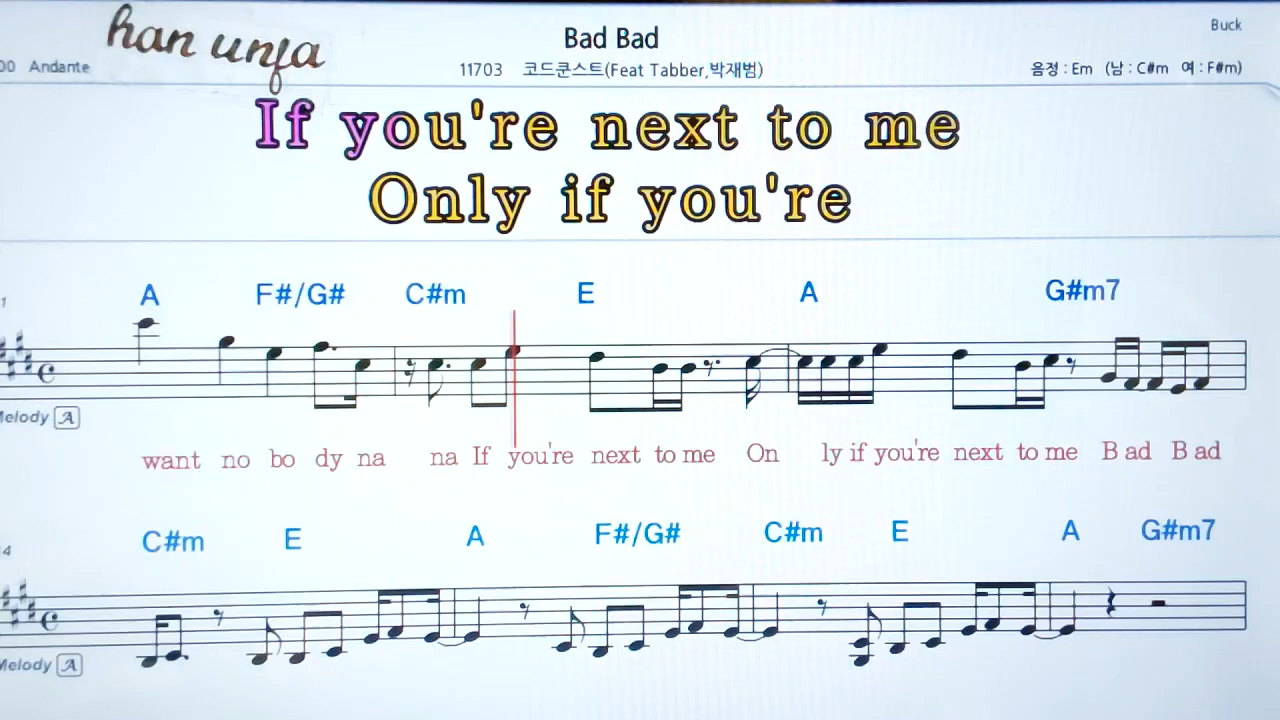 han unfa
Bad Bad
Buck
00 Andante
11703 코드쿤스트(Feat Tabber,박재범)
음정 : Em (남 : C#m 여 : F#m)
If you're next to me
Only if you're
1
A F#/G# C#m E A G#m7
Melody A
want no bo dy na na If you're next to me On ly if you're next to me Bad Bad
4
C#m E A F#/G# C#m E A G#m7
Melody A